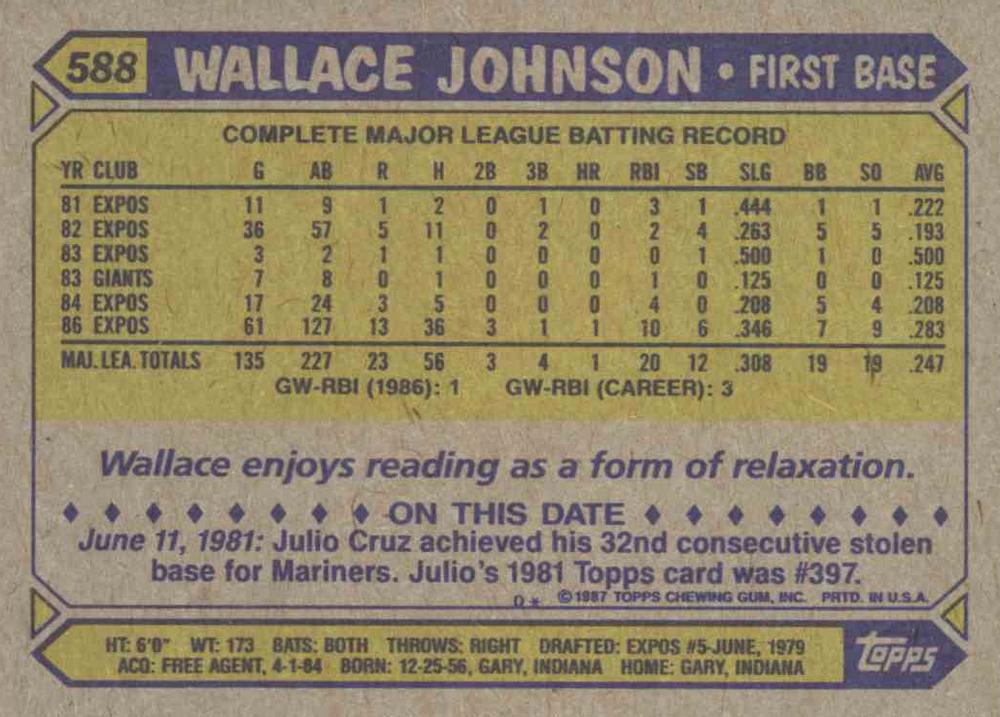 588 WALLACE JOHNSON • FIRST BASE
COMPLETE MAJOR LEAGUE BATTING RECORD
YR CLUB G AB R H 2B 3B HR RBI SB SLG BB SO AVG
81 EXPOS 11 9 1 2 0 1 0 3 1 .444 1 1 .222
82 EXPOS 36 57 5 11 0 2 0 2 4 .263 5 5 .193
83 EXPOS 3 2 1 1 0 0 0 0 1 .500 1 0 .500
83 GIANTS 7 8 0 1 0 0 0 1 0 .125 0 0 .125
84 EXPOS 17 24 3 5 0 0 0 4 0 .208 5 4 .208
86 EXPOS 61 127 13 36 3 1 1 10 6 .346 7 9 .283
MAJ. LEA. TOTALS 135 227 23 56 3 4 1 20 12 .308 19 19 .247
GW-RBI (1986): 1 GW-RBI (CAREER): 3
Wallace enjoys reading as a form of relaxation.
♦ ♦ ♦ ♦ ♦ ♦ ♦ ♦ ON THIS DATE ♦ ♦ ♦ ♦ ♦ ♦ ♦ ♦
June 11, 1981: Julio Cruz achieved his 32nd consecutive stolen
base for Mariners. Julio's 1981 Topps card was #397.
D* ©1987 TOPPS CHEWING GUM, INC. PRTD. IN U.S.A.
HT: 6'0" WT: 173 BATS: BOTH THROWS: RIGHT DRAFTED: EXPOS #5-JUNE, 1979
ACQ: FREE AGENT, 4-1-84 BORN: 12-25-56, GARY, INDIANA HOME: GARY, INDIANA
TOPPS